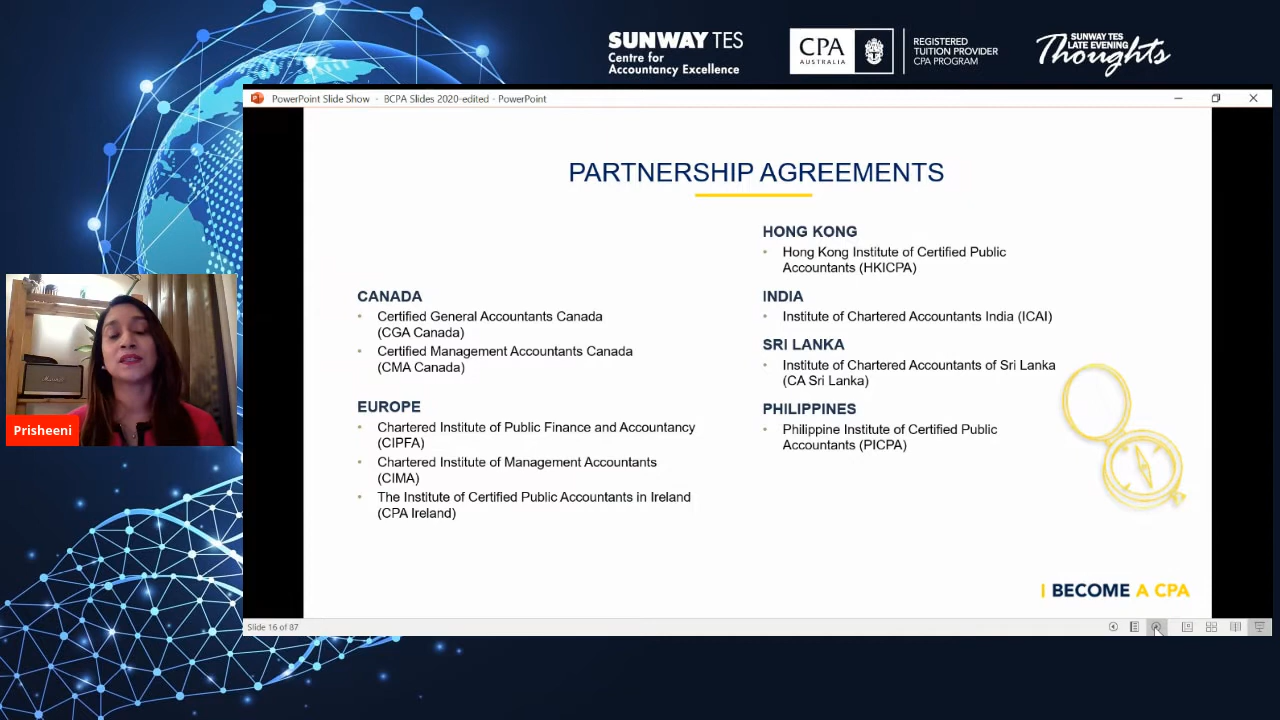 SUNWAY TES
Centre for
Accountancy Excellence
CPA
AUSTRALIA
REGISTERED
TUITION PROVIDER
CPA PROGRAM
SUNWAY TES
LATE EVENING
Thoughts
PowerPoint Slide Show - BCPA Slides 2020-edited - PowerPoint
PARTNERSHIP AGREEMENTS
CANADA
• Certified General Accountants Canada
(CGA Canada)
• Certified Management Accountants Canada
(CMA Canada)
EUROPE
• Chartered Institute of Public Finance and Accountancy
(CIPFA)
• Chartered Institute of Management Accountants
(CIMA)
• The Institute of Certified Public Accountants in Ireland
(CPA Ireland)
HONG KONG
• Hong Kong Institute of Certified Public
Accountants (HKICPA)
INDIA
• Institute of Chartered Accountants India (ICAI)
SRI LANKA
• Institute of Chartered Accountants of Sri Lanka
(CA Sri Lanka)
PHILIPPINES
• Philippine Institute of Certified Public
Accountants (PICPA)
I BECOME A CPA
Slide 16 of 87
Marshall
Prisheeni